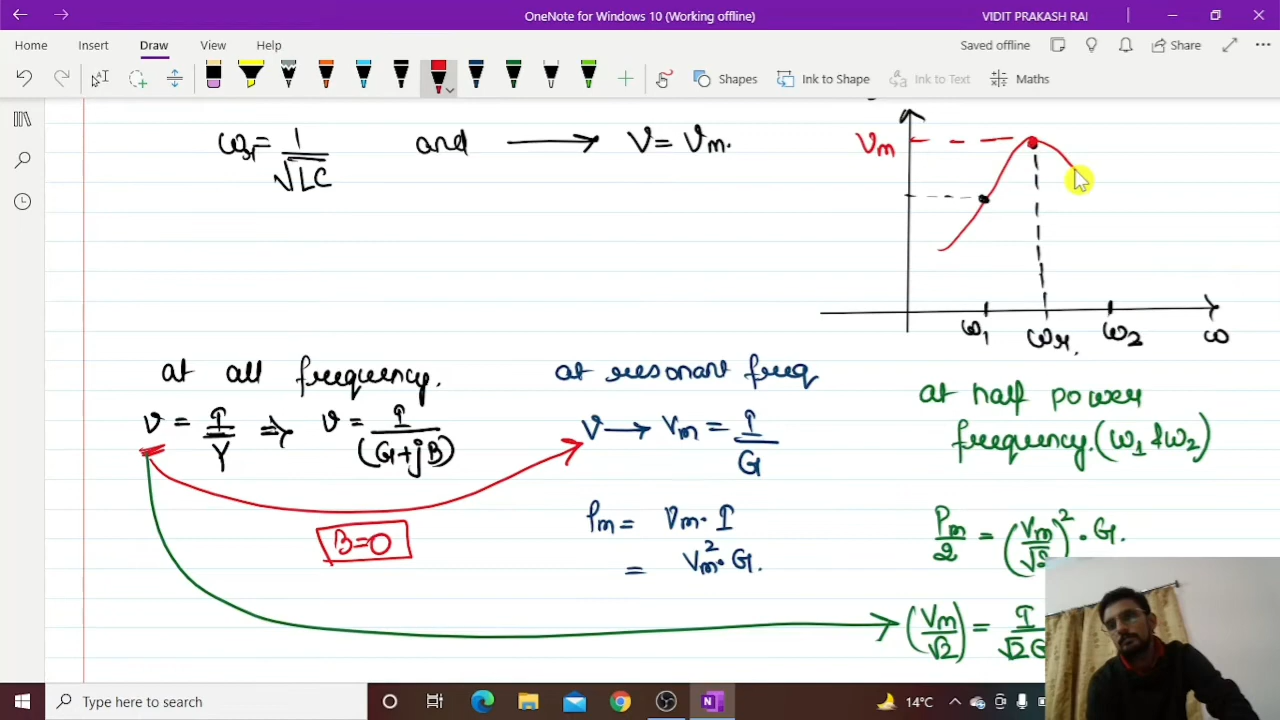 OneNote for Windows 10 (Working offline)
VIDIT PRAKASH RAI
Home Insert Draw View Help
Saved offline
Share
Shapes
Ink to Shape
Ink to Text
Maths
ωr = 1/√LC and ⟶ V = Vm.
Vm
ω1 ωr. ω2 ω
at all frequency.
V = I/Y ⇒ V = I/(G+jB)
B=0
at resonant freq
V ⟶ Vm = I/G
Pm = Vm·I
= Vm²·G.
at half power
frequency.(ω1 & ω2)
Pm/2 = (Vm/√2)²·G.
(Vm/√2) = I/√2G
Type here to search
14°C